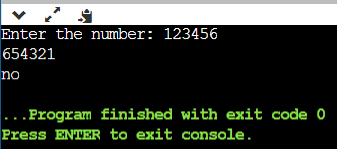 Enter the number: 123456
654321
no
...Program finished with exit code 0
Press ENTER to exit console.